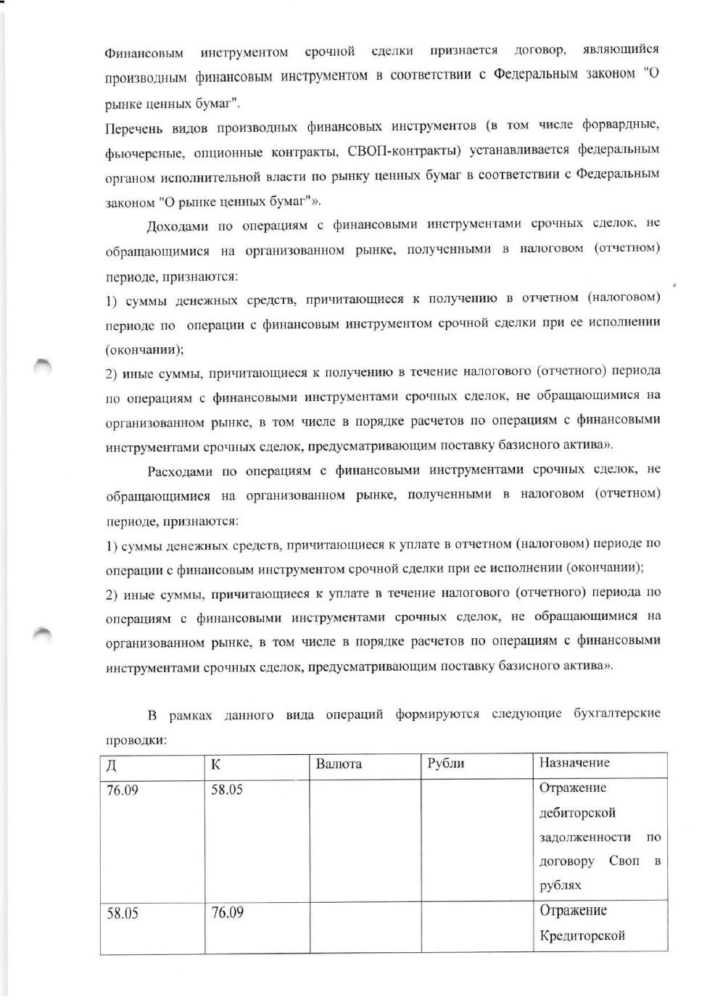 Финансовым инструментом срочной сделки признается договор, являющийся
производным финансовым инструментом в соответствии с Федеральным законом "О
рынке ценных бумаг".
Перечень видов производных финансовых инструментов (в том числе форвардные,
фьючерсные, опционные контракты, СВОП-контракты) устанавливается федеральным
органом исполнительной власти по рынку ценных бумаг в соответствии с Федеральным
законом "О рынке ценных бумаг"».
Доходами по операциям с финансовыми инструментами срочных сделок, не
обращающимися на организованном рынке, полученными в налоговом (отчетном)
периоде, признаются:
1) суммы денежных средств, причитающиеся к получению в отчетном (налоговом)
периоде по операции с финансовым инструментом срочной сделки при ее исполнении
(окончании);
2) иные суммы, причитающиеся к получению в течение налогового (отчетного) периода
по операциям с финансовыми инструментами срочных сделок, не обращающимися на
организованном рынке, в том числе в порядке расчетов по операциям с финансовыми
инструментами срочных сделок, предусматривающим поставку базисного актива».
Расходами по операциям с финансовыми инструментами срочных сделок, не
обращающимися на организованном рынке, полученными в налоговом (отчетном)
периоде, признаются:
1) суммы денежных средств, причитающиеся к уплате в отчетном (налоговом) периоде по
операции с финансовым инструментом срочной сделки при ее исполнении (окончании);
2) иные суммы, причитающиеся к уплате в течение налогового (отчетного) периода по
операциям с финансовыми инструментами срочных сделок, не обращающимися на
организованном рынке, в том числе в порядке расчетов по операциям с финансовыми
инструментами срочных сделок, предусматривающим поставку базисного актива».
В рамках данного вида операций формируются следующие бухгалтерские
проводки:
Д К Валюта Рубли Назначение
76.09 58.05 Отражение
дебиторской
задолженности по
договору Своп в
рублях
58.05 76.09 Отражение
Кредиторской